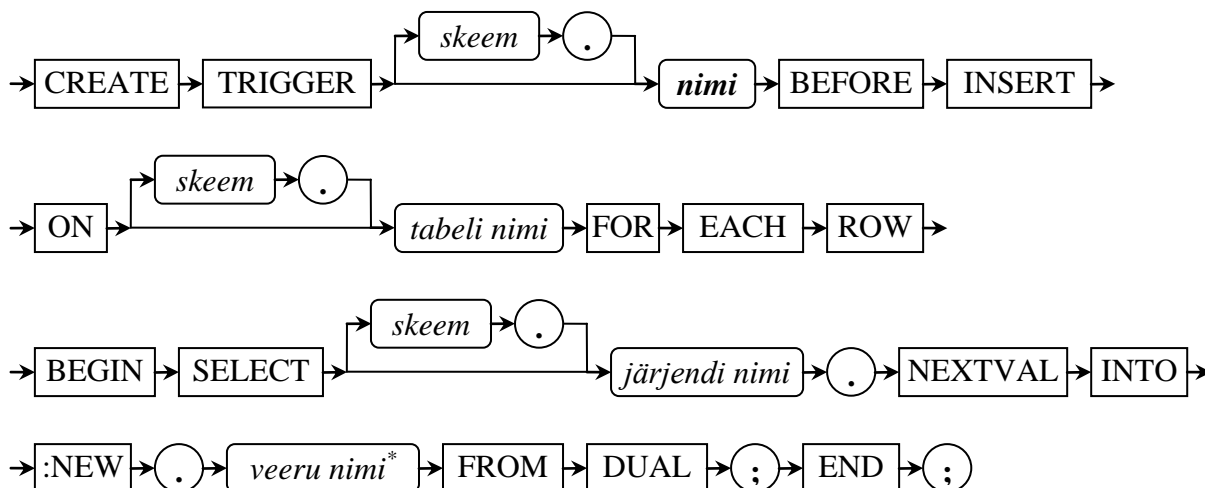 skeem .
CREATE TRIGGER nimi BEFORE INSERT
skeem .
ON tabeli nimi FOR EACH ROW
skeem .
BEGIN SELECT järjendi nimi . NEXTVAL INTO
:NEW . veeru nimi* FROM DUAL ; END ;